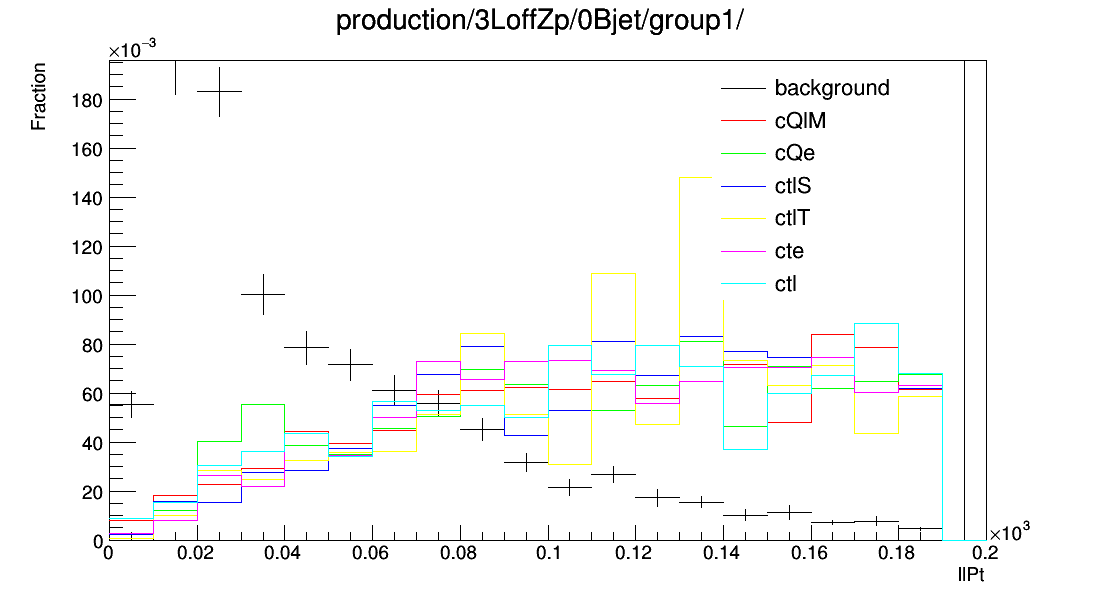 production/3LoffZp/0Bjet/group1/
×10⁻³
Fraction
180
160
140
120
100
80
60
40
20
0
background
cQlM
cQe
ctlS
ctlT
cte
ctl
0 0.02 0.04 0.06 0.08 0.1 0.12 0.14 0.16 0.18 0.2
×10³
llPt